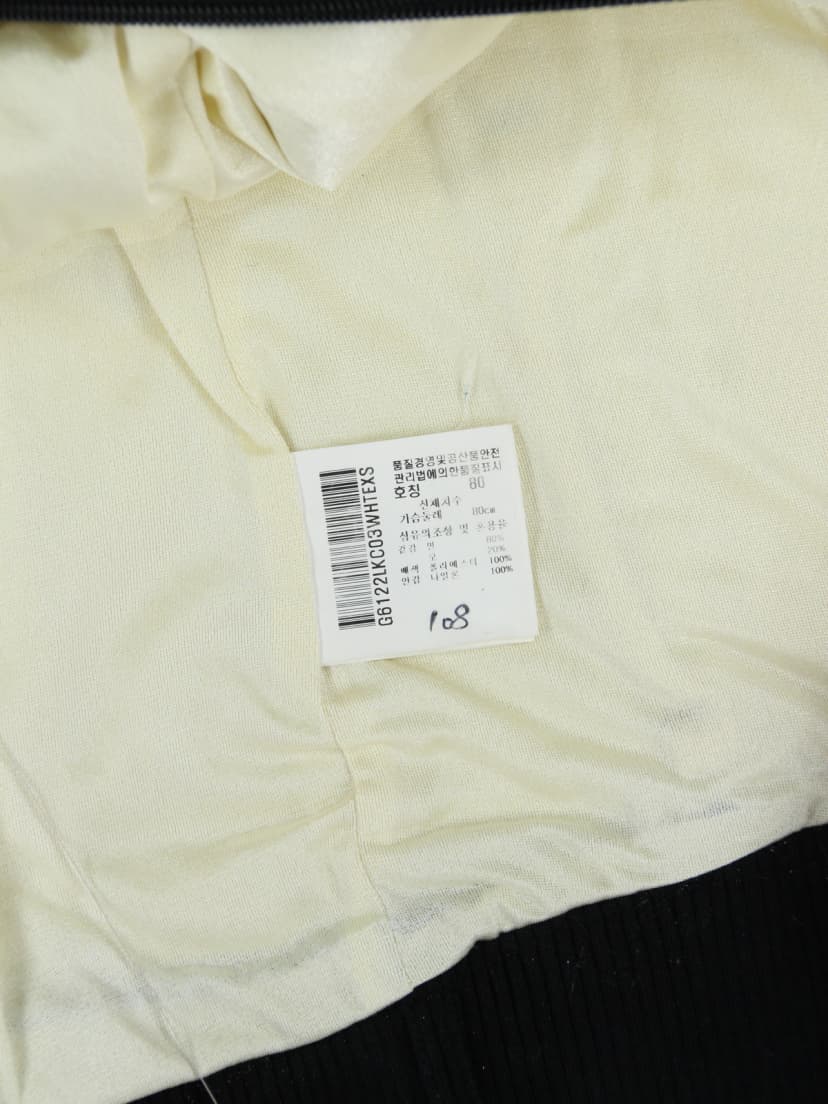 품질경영및공산품안전
관리법에의한품질표시
호칭 80
신체치수
가슴둘레 80cm
섬유의조성 및 혼용율
겉감 면 80%
모 20%
배색 폴리에스터 100%
안감 나일론 100%
108
G6122LKC03WHTEXS